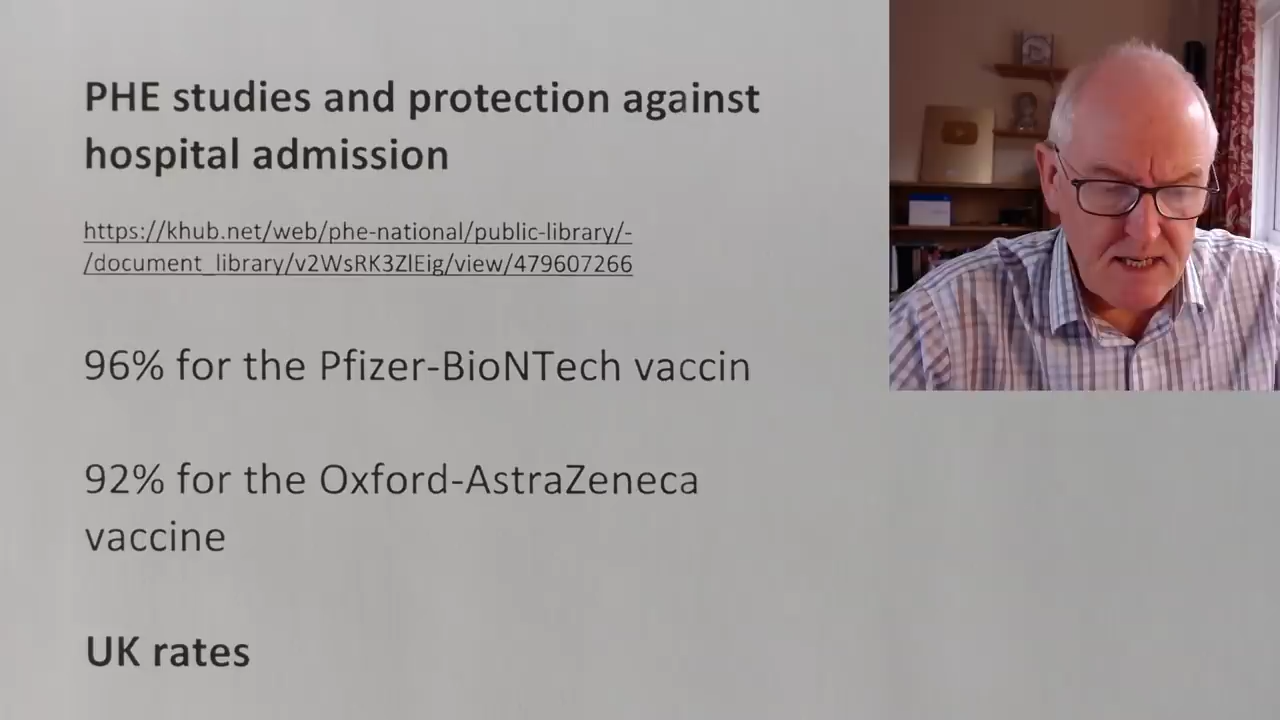 PHE studies and protection against
hospital admission
https://khub.net/web/phe-national/public-library/-
/document_library/v2WsRK3ZlEig/view/479607266
96% for the Pfizer-BioNTech vaccin
92% for the Oxford-AstraZeneca
vaccine
UK rates